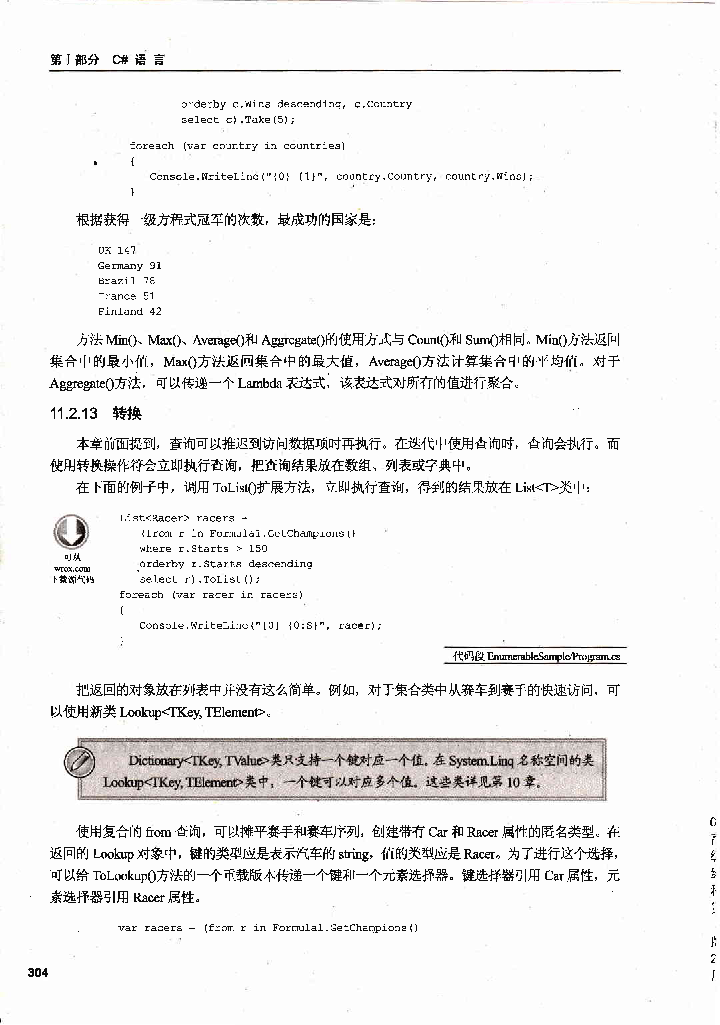 第Ⅰ部分 C# 语 言
orderby c.Wins descending, c.Country
select c).Take(5);
foreach (var country in countries)
{
Console.WriteLine("{0} {1}", country.Country, country.Wins);
}
根据获得一级方程式冠军的次数，最成功的国家是：
UK 147
Germany 91
Brazil 78
France 51
Finland 42
方法 Min()、Max()、Average()和 Aggregate()的使用方式与 Count()和 Sum()相同。Min()方法返回
集合中的最小值，Max()方法返回集合中的最大值，Average()方法计算集合中的平均值。对于
Aggregate()方法，可以传递一个 Lambda 表达式，该表达式对所有的值进行聚合。
11.2.13 转换
本章前面提到，查询可以推迟到访问数据项时再执行。在迭代中使用查询时，查询会执行。而
使用转换操作符会立即执行查询，把查询结果放在数组、列表或字典中。
在下面的例子中，调用 ToList()扩展方法，立即执行查询，得到的结果放在 List<T>类中：
List<Racer> racers =
(from r in Formula1.GetChampions()
where r.Starts > 150
orderby r.Starts descending
select r).ToList();
foreach (var racer in racers)
{
Console.WriteLine("{0} {0:S}", racer);
}
可从
wrox.com
下载源代码
代码段 EnumerableSample/Program.cs
把返回的对象放在列表中并没有这么简单。例如，对于集合类中从赛车到赛手的快速访问，可
以使用新类 Lookup<TKey, TElement>。
Dictionary<TKey, TValue>类只支持一个键对应一个值。在 System.Linq 名称空间的类
Lookup<TKey, TElement>类中，一个键可以对应多个值。这些类详见第 10 章。
使用复合的 from 查询，可以摊平赛手和赛车序列，创建带有 Car 和 Racer 属性的匿名类型。在
返回的 Lookup 对象中，键的类型应是表示汽车的 string，值的类型应是 Racer。为了进行这个选择，
可以给 ToLookup()方法的一个重载版本传递一个键和一个元素选择器。键选择器引用 Car 属性，元
素选择器引用 Racer 属性。
var racers = (from r in Formula1.GetChampions()
304